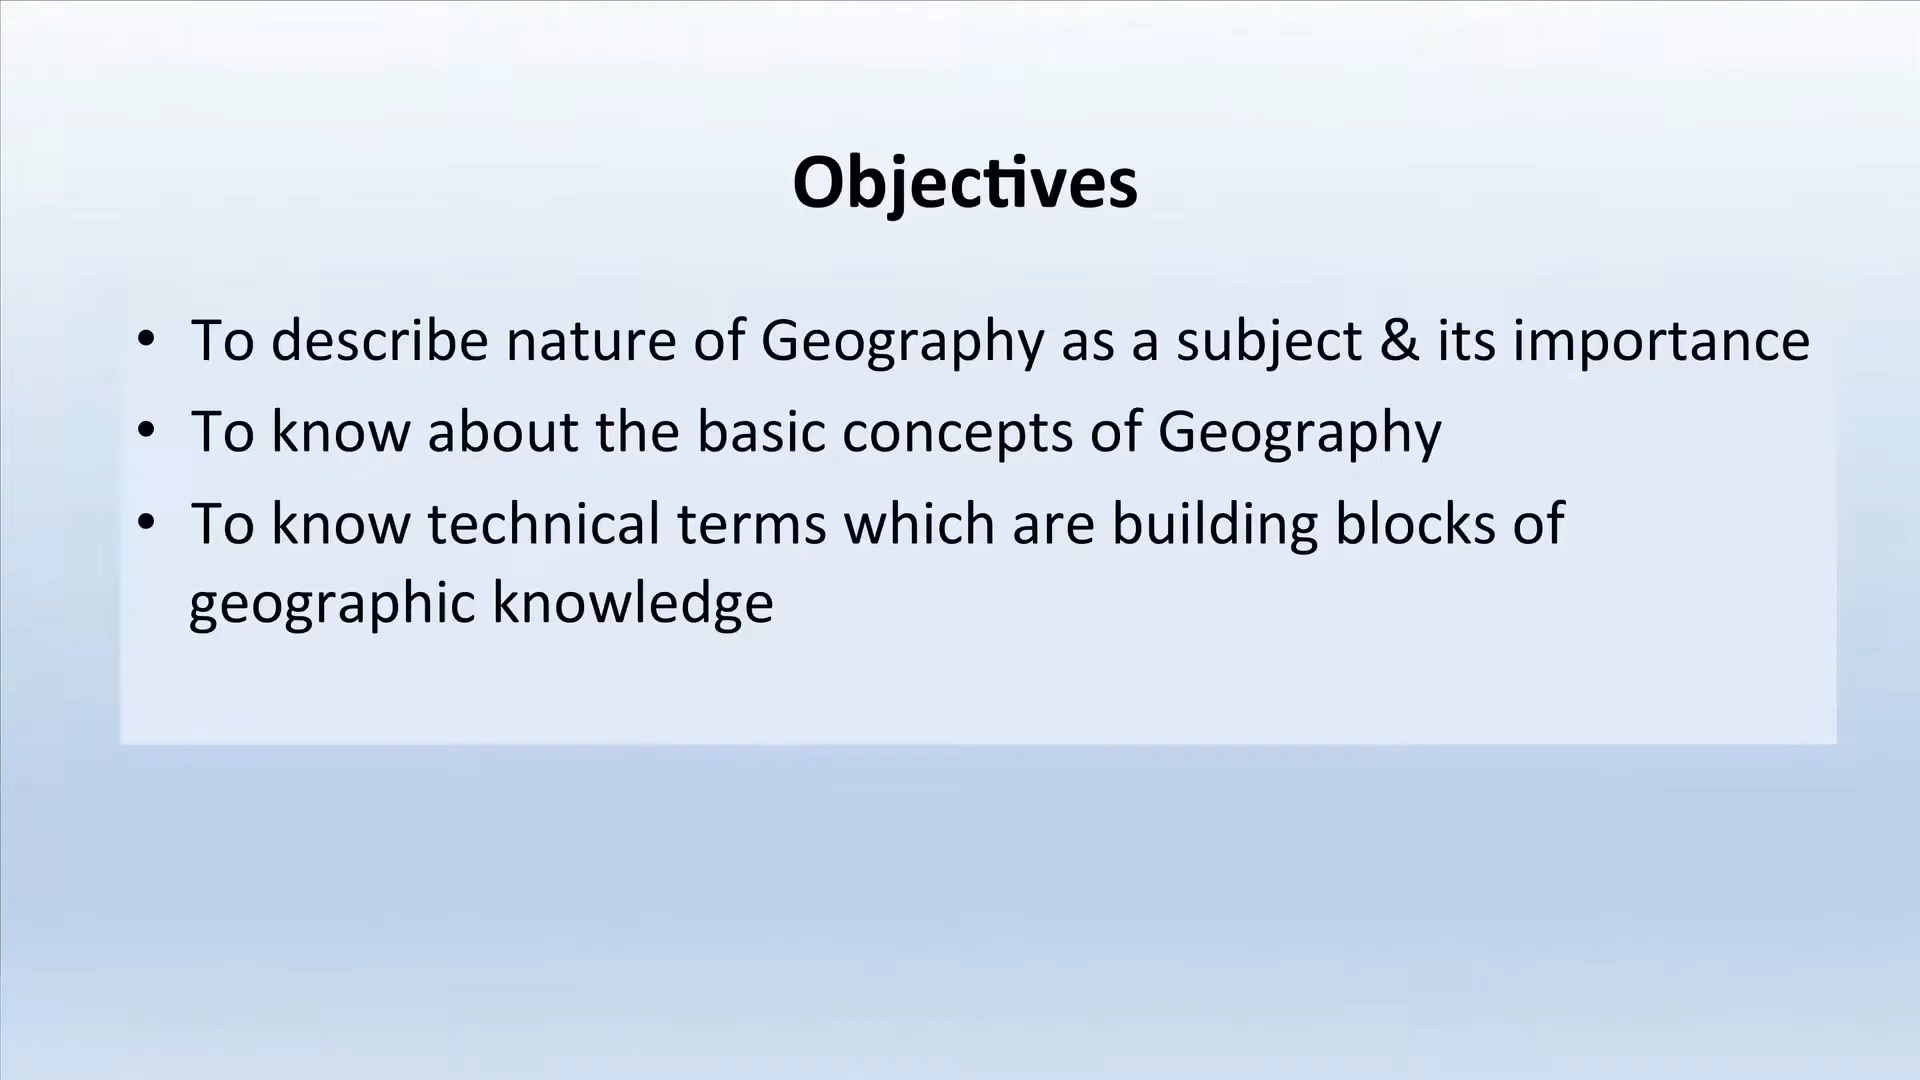 Objectives
• To describe nature of Geography as a subject & its importance
• To know about the basic concepts of Geography
• To know technical terms which are building blocks of
geographic knowledge